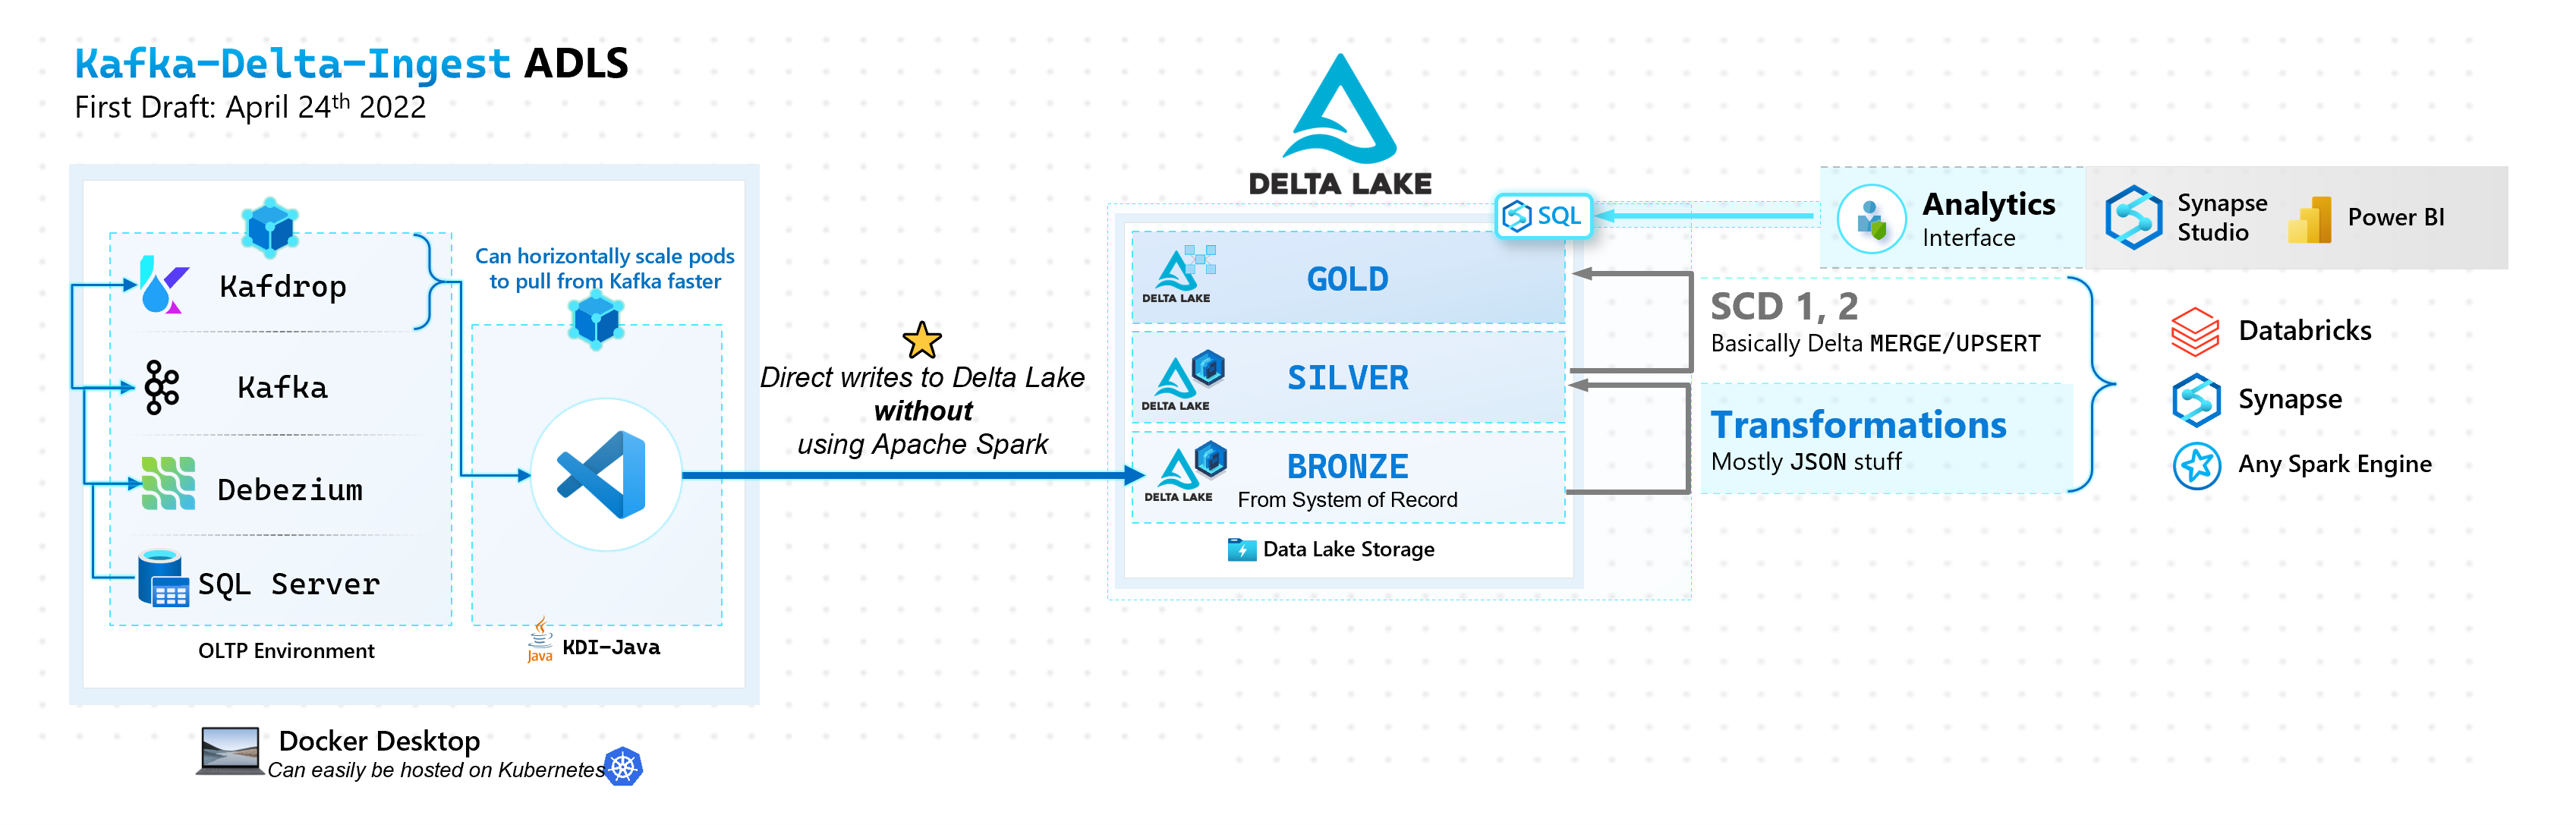 Kafka-Delta-Ingest ADLS
First Draft: April 24th 2022
Kafdrop
Kafka
Debezium
SQL Server
OLTP Environment
Can horizontally scale pods
to pull from Kafka faster
Java
KDI-Java
Docker Desktop
Can easily be hosted on Kubernetes
Direct writes to Delta Lake
without
using Apache Spark
DELTA LAKE
SQL
DELTA LAKE
GOLD
DELTA LAKE
SILVER
DELTA LAKE
BRONZE
From System of Record
Data Lake Storage
Analytics
Interface
Synapse
Studio
Power BI
SCD 1, 2
Basically Delta MERGE/UPSERT
Transformations
Mostly JSON stuff
Databricks
Synapse
Any Spark Engine